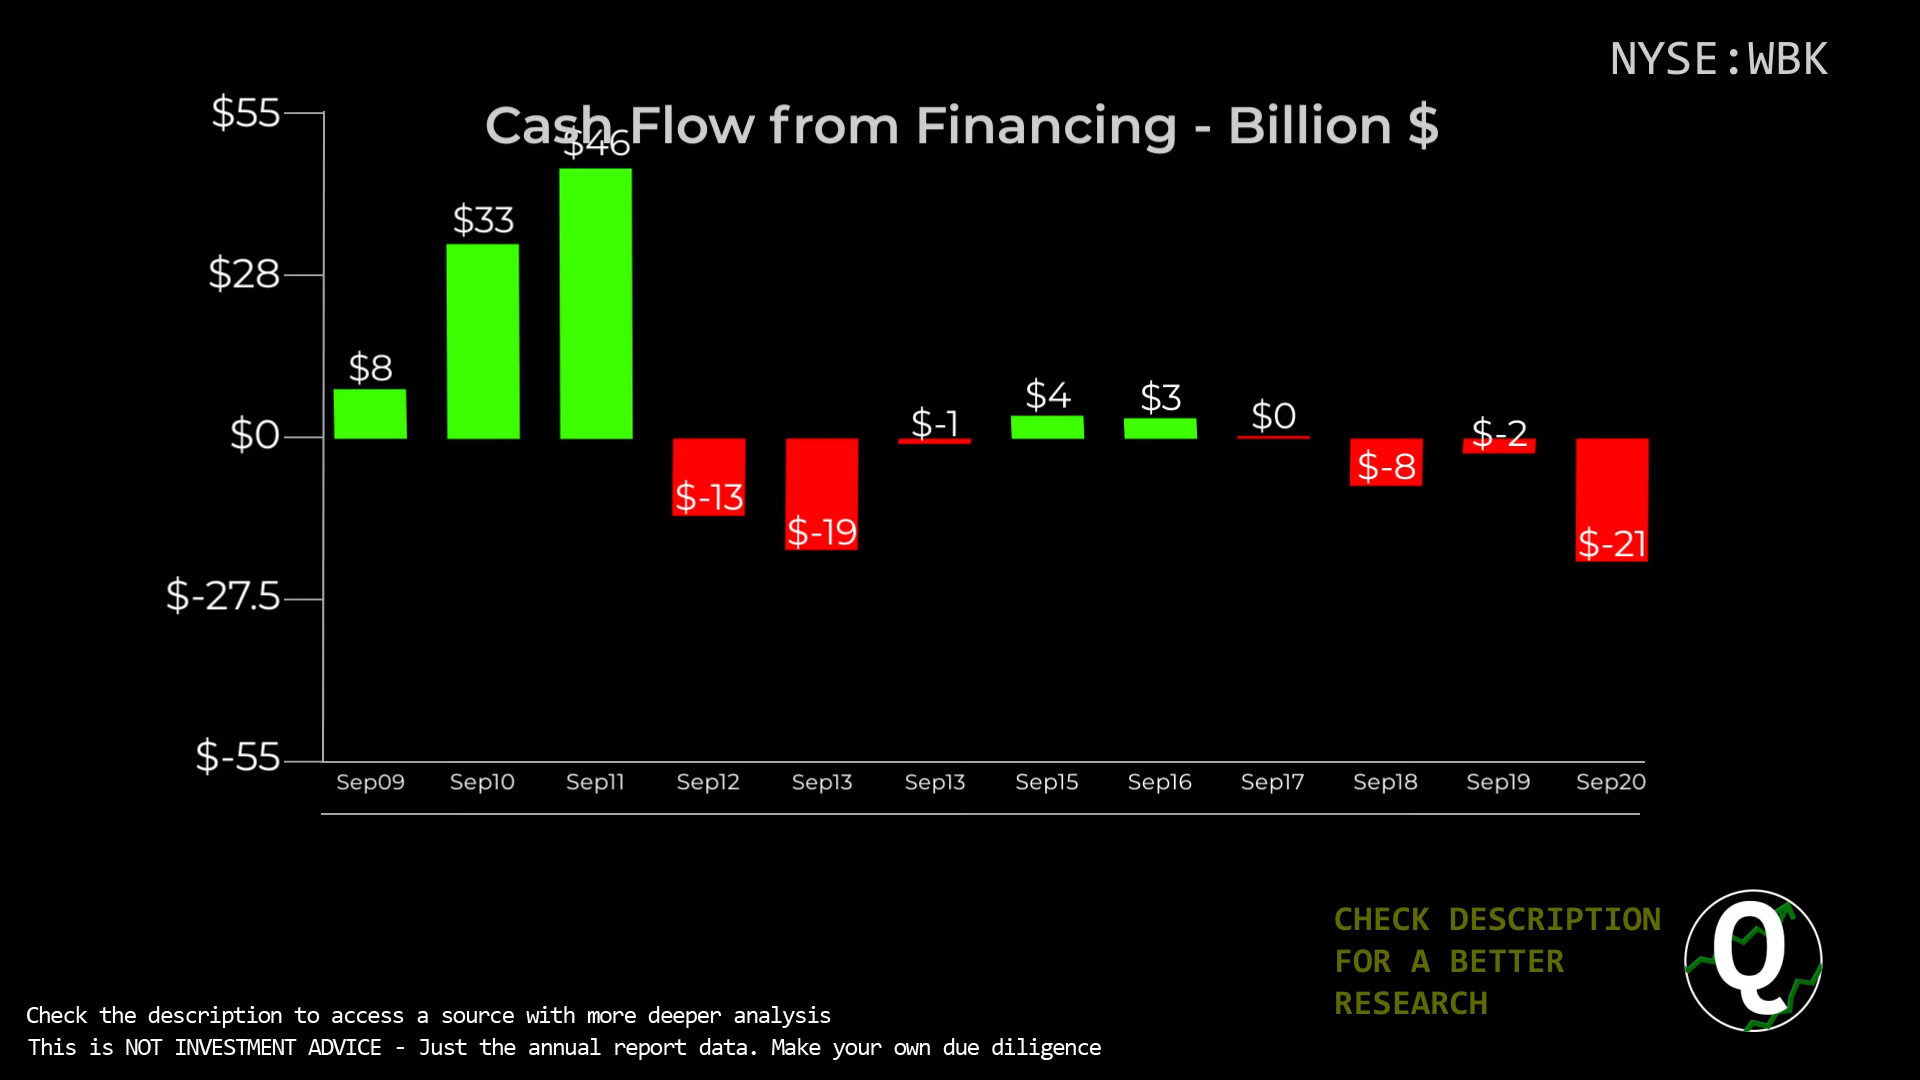 NYSE:WBK
Cash Flow from Financing - Billion $
$55
$28
$0
$-27.5
$-55
$8
$33
$46
$-13
$-19
$-1
$4
$3
$0
$-8
$-2
$-21
Sep09 Sep10 Sep11 Sep12 Sep13 Sep13 Sep15 Sep16 Sep17 Sep18 Sep19 Sep20
CHECK DESCRIPTION
FOR A BETTER
RESEARCH
Q
Check the description to access a source with more deeper analysis
This is NOT INVESTMENT ADVICE - Just the annual report data. Make your own due diligence